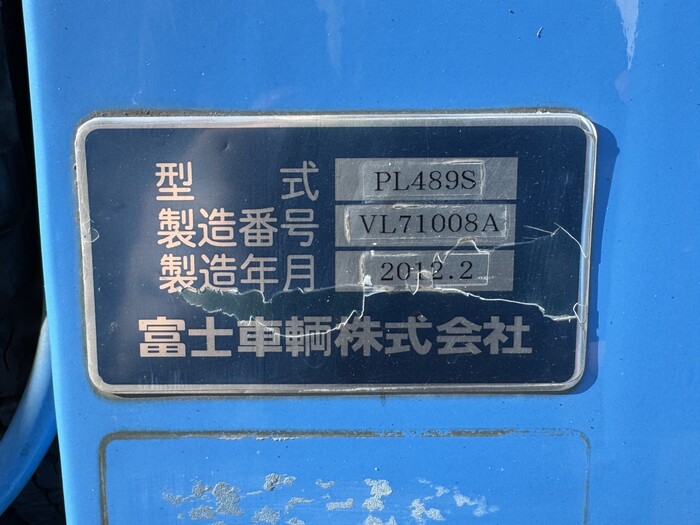 型式 PL489S
製造番号 VL71008A
製造年月 2012.2
富士車輌株式会社